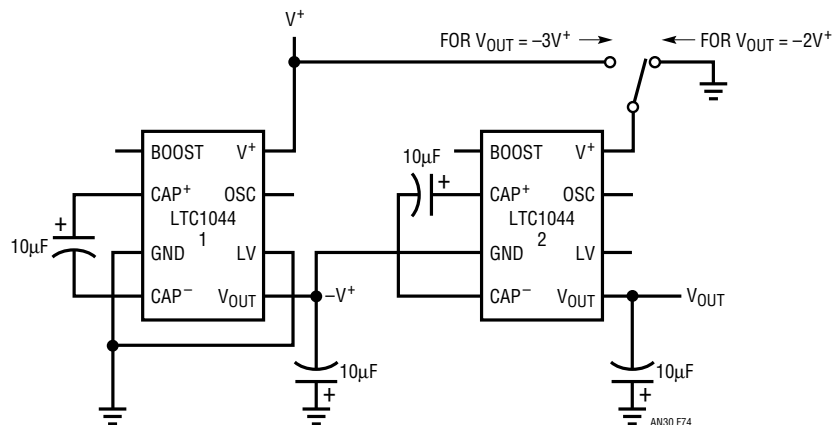 V+
FOR VOUT = –3V+
FOR VOUT = –2V+
BOOST V+
CAP+ OSC
LTC1044
1
GND LV
CAP– VOUT
10µF
–V+
10µF
10µF
BOOST V+
CAP+ OSC
LTC1044
2
GND LV
CAP– VOUT
VOUT
10µF
AN30 F74